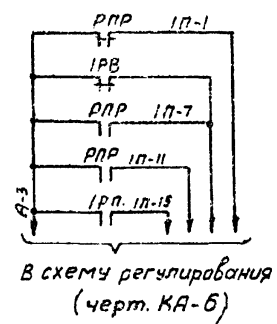 РПР 1П-1
1РВ
РПР 1П-7
РПР 1П-11
А-3
1РП. 1П-15
В схему регулирования
(черт. КА-6)